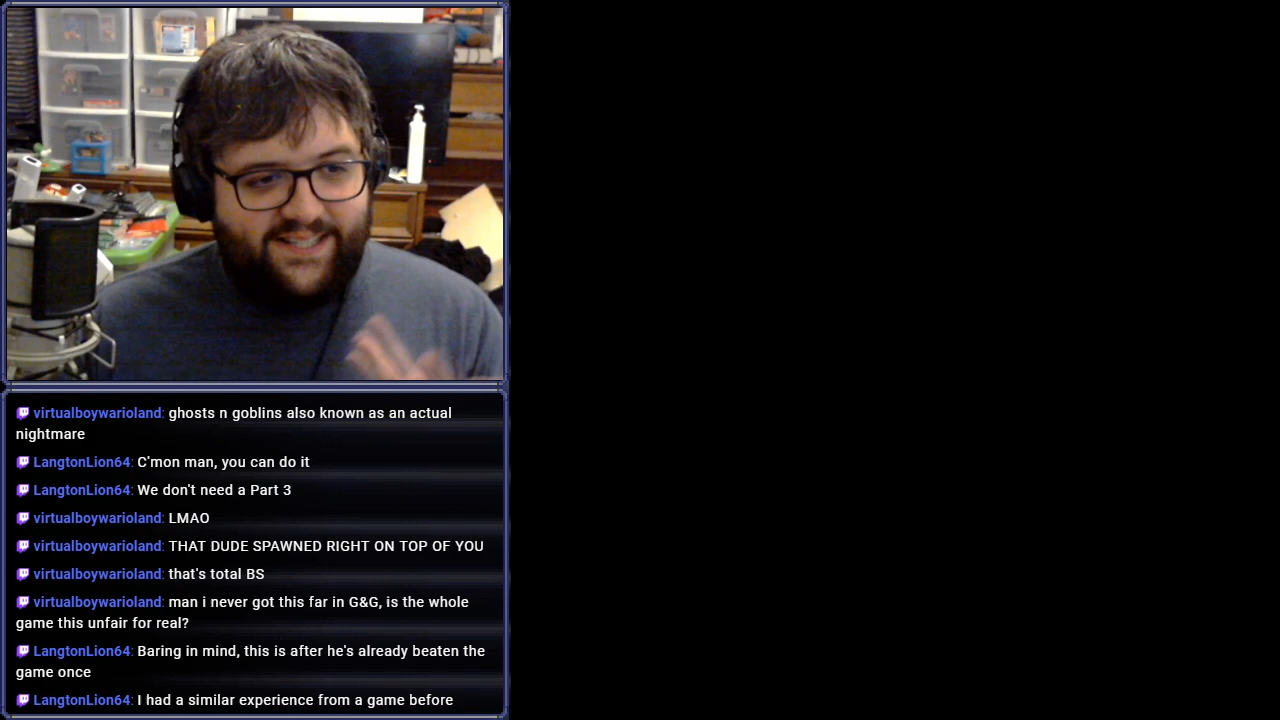 virtualboywarioland: ghosts n goblins also known as an actual
nightmare
LangtonLion64: C'mon man, you can do it
LangtonLion64: We don't need a Part 3
virtualboywarioland: LMAO
virtualboywarioland: THAT DUDE SPAWNED RIGHT ON TOP OF YOU
virtualboywarioland: that's total BS
virtualboywarioland: man i never got this far in G&G, is the whole
game this unfair for real?
LangtonLion64: Baring in mind, this is after he's already beaten the
game once
LangtonLion64: I had a similar experience from a game before